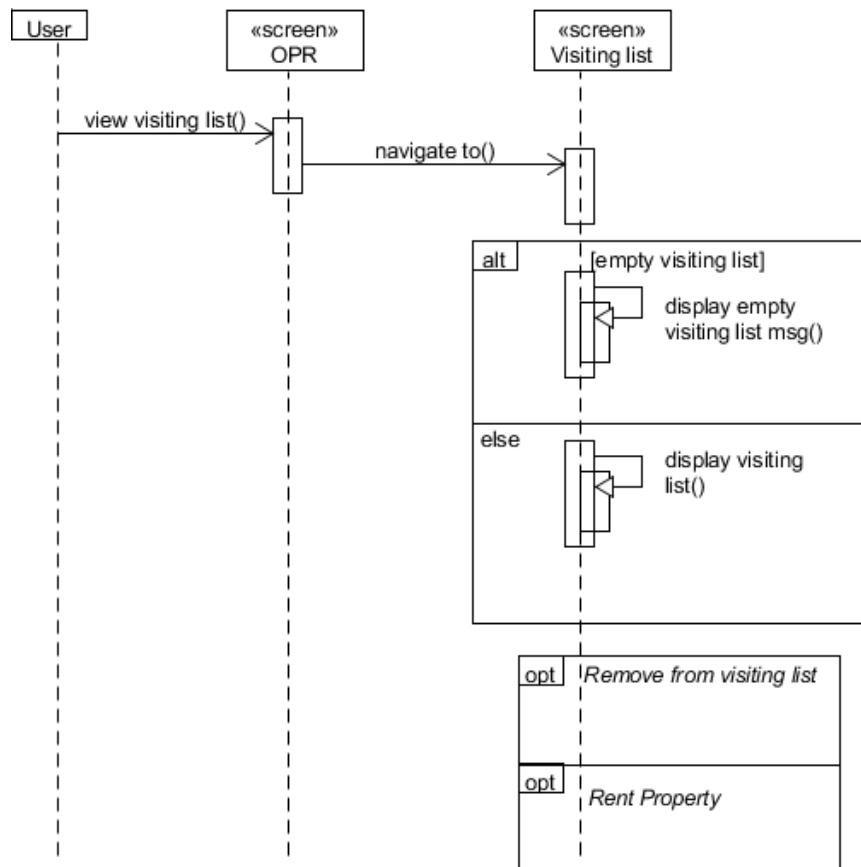 User
«screen»
OPR
«screen»
Visiting list
view visiting list()
navigate to()
alt
[empty visiting list]
display empty
visiting list msg()
else
display visiting
list()
opt
Remove from visiting list
opt
Rent Property